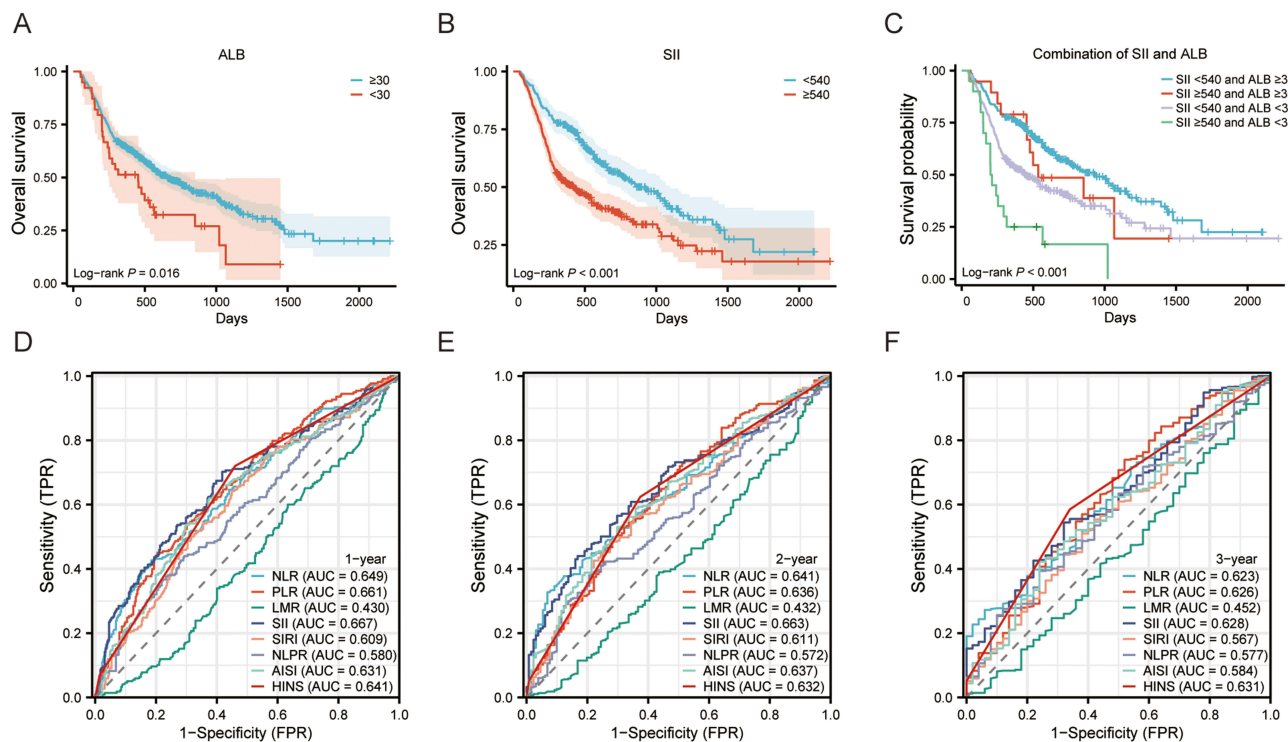 A
ALB
≥30
<30
1.00
0.75
0.50
0.25
0.00
Overall survival
Log−rank P = 0.016
0
500
1000
1500
2000
Days
B
SII
<540
≥540
1.00
0.75
0.50
0.25
0.00
Overall survival
Log−rank P < 0.001
0
500
1000
1500
2000
Days
C
Combination of SII and ALB
SII <540 and ALB ≥3
SII ≥540 and ALB ≥3
SII <540 and ALB <3
SII ≥540 and ALB <3
1.00
0.75
0.50
0.25
0.00
Survival probability
Log−rank P < 0.001
0
500
1000
1500
2000
Days
D
1.0
0.8
0.6
0.4
0.2
0.0
Sensitivity (TPR)
1−year
NLR (AUC = 0.649)
PLR (AUC = 0.661)
LMR (AUC = 0.430)
SII (AUC = 0.667)
SIRI (AUC = 0.609)
NLPR (AUC = 0.580)
AISI (AUC = 0.631)
HINS (AUC = 0.641)
0.0
0.2
0.4
0.6
0.8
1.0
1−Specificity (FPR)
E
1.0
0.8
0.6
0.4
0.2
0.0
Sensitivity (TPR)
2−year
NLR (AUC = 0.641)
PLR (AUC = 0.636)
LMR (AUC = 0.432)
SII (AUC = 0.663)
SIRI (AUC = 0.611)
NLPR (AUC = 0.572)
AISI (AUC = 0.637)
HINS (AUC = 0.632)
0.0
0.2
0.4
0.6
0.8
1.0
1−Specificity (FPR)
F
1.0
0.8
0.6
0.4
0.2
0.0
Sensitivity (TPR)
3−year
NLR (AUC = 0.623)
PLR (AUC = 0.626)
LMR (AUC = 0.452)
SII (AUC = 0.628)
SIRI (AUC = 0.567)
NLPR (AUC = 0.577)
AISI (AUC = 0.584)
HINS (AUC = 0.631)
0.0
0.2
0.4
0.6
0.8
1.0
1−Specificity (FPR)